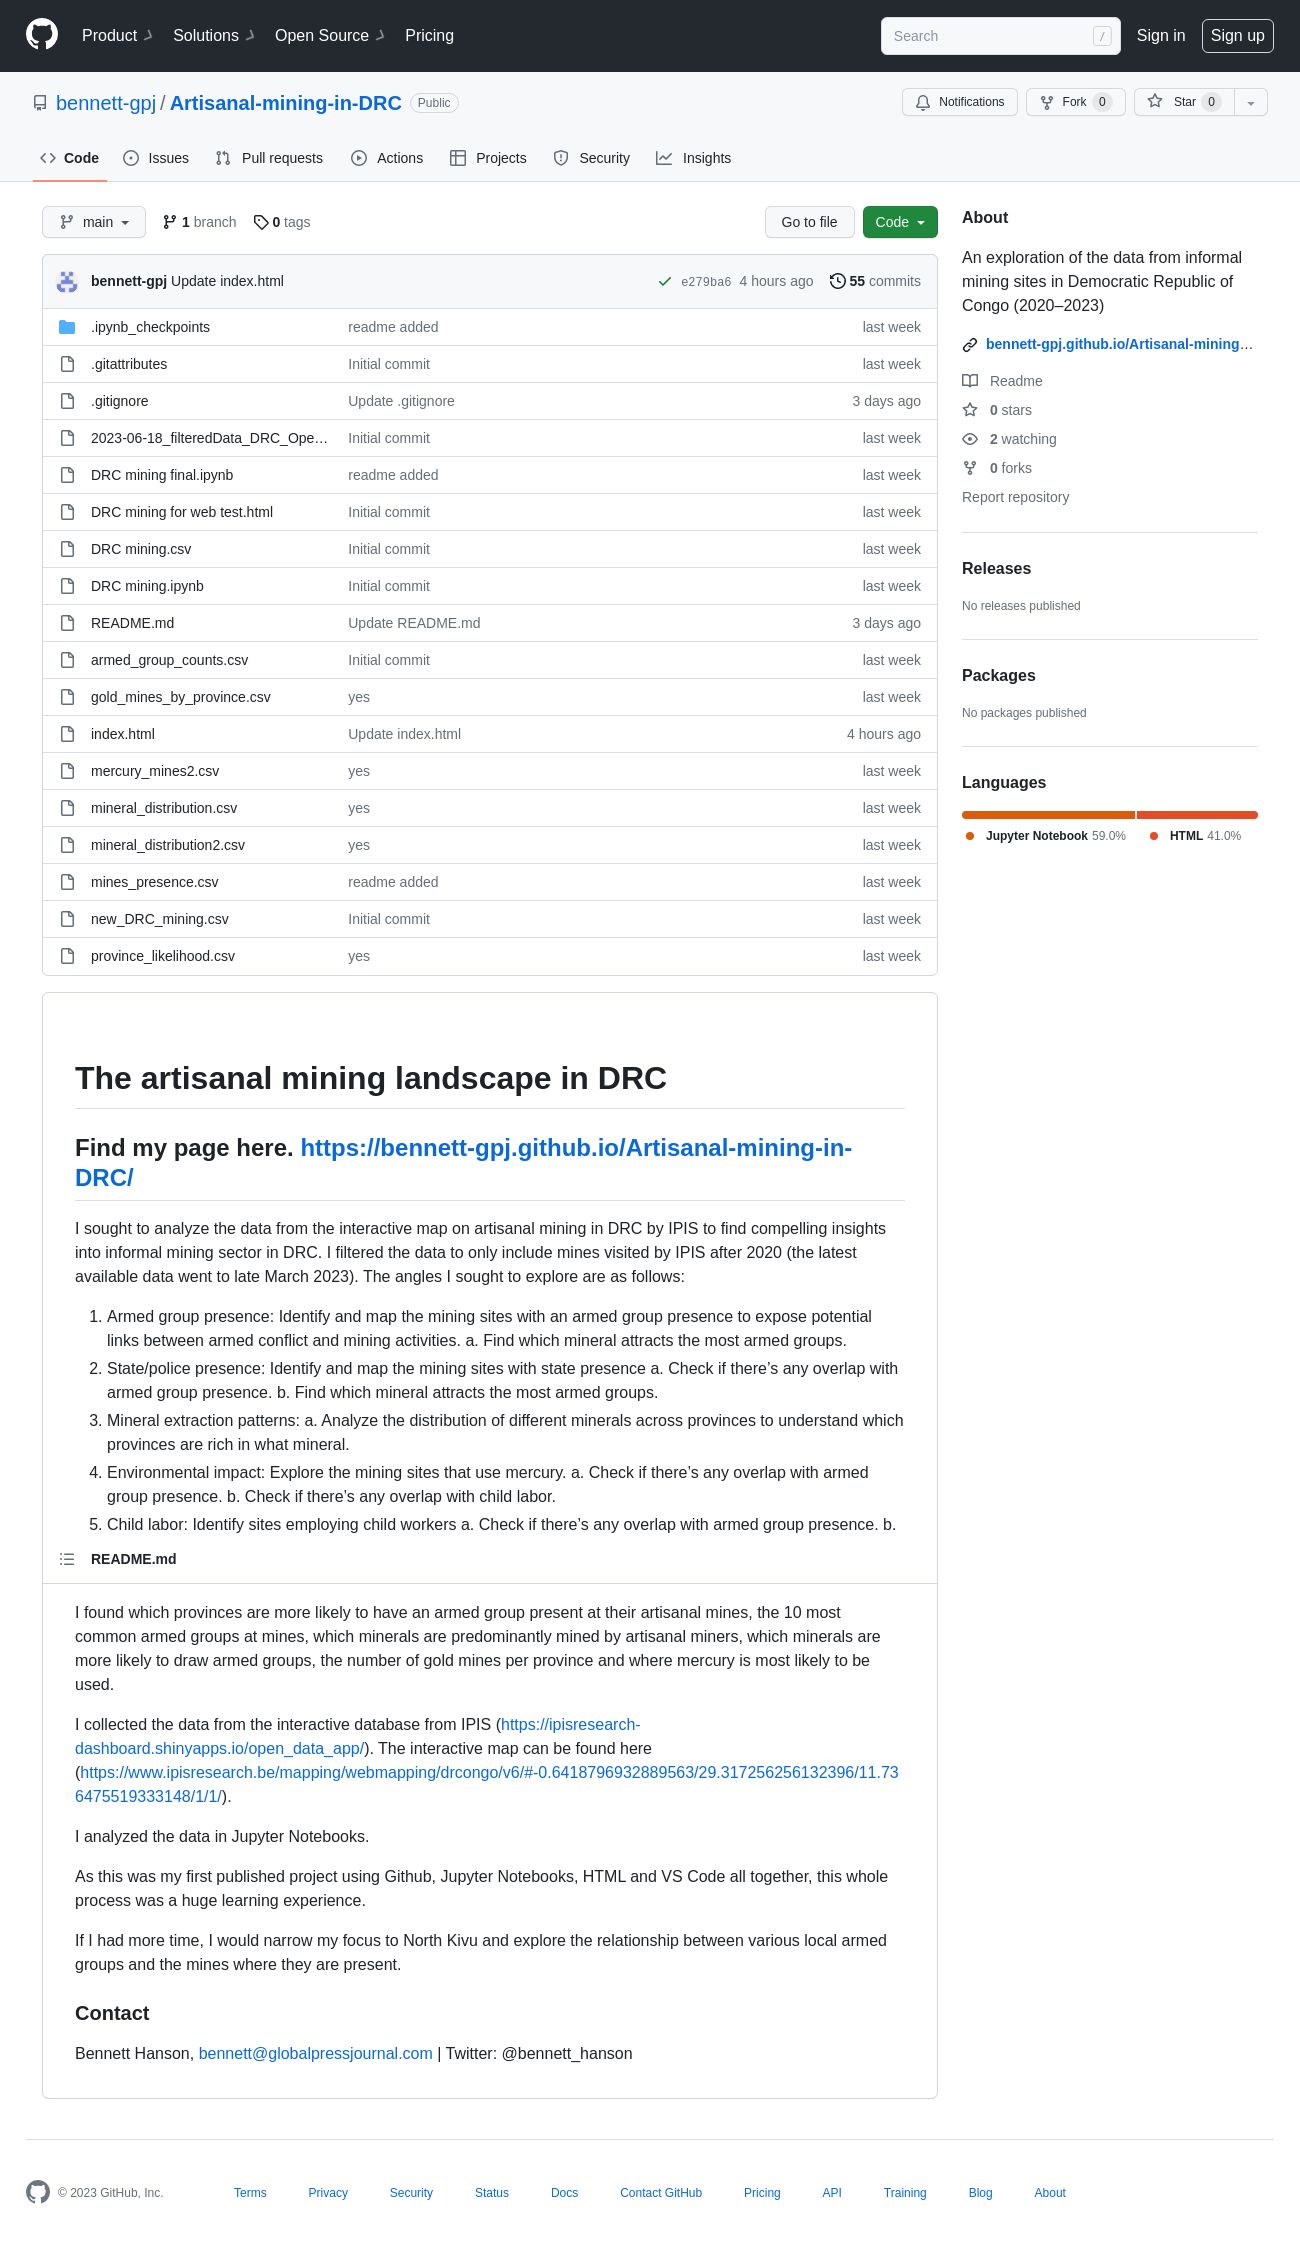 Product
Solutions
Open Source
Pricing
Search
/
Sign in
Sign up
bennett-gpj / Artisanal-mining-in-DRC
Public
Notifications
Fork 0
Star 0
Code
Issues
Pull requests
Actions
Projects
Security
Insights
main
1 branch
0 tags
Go to file
Code
bennett-gpj Update index.html
e279ba6 4 hours ago
55 commits
.ipynb_checkpoints readme added last week
.gitattributes Initial commit last week
.gitignore Update .gitignore 3 days ago
2023-06-18_filteredData_DRC_Ope… Initial commit last week
DRC mining final.ipynb readme added last week
DRC mining for web test.html Initial commit last week
DRC mining.csv Initial commit last week
DRC mining.ipynb Initial commit last week
README.md Update README.md 3 days ago
armed_group_counts.csv Initial commit last week
gold_mines_by_province.csv yes last week
index.html Update index.html 4 hours ago
mercury_mines2.csv yes last week
mineral_distribution.csv yes last week
mineral_distribution2.csv yes last week
mines_presence.csv readme added last week
new_DRC_mining.csv Initial commit last week
province_likelihood.csv yes last week
The artisanal mining landscape in DRC
Find my page here. https://bennett-gpj.github.io/Artisanal-mining-in-
DRC/
I sought to analyze the data from the interactive map on artisanal mining in DRC by IPIS to find compelling insights
into informal mining sector in DRC. I filtered the data to only include mines visited by IPIS after 2020 (the latest
available data went to late March 2023). The angles I sought to explore are as follows:
1. Armed group presence: Identify and map the mining sites with an armed group presence to expose potential
links between armed conflict and mining activities. a. Find which mineral attracts the most armed groups.
2. State/police presence: Identify and map the mining sites with state presence a. Check if there’s any overlap with
armed group presence. b. Find which mineral attracts the most armed groups.
3. Mineral extraction patterns: a. Analyze the distribution of different minerals across provinces to understand which
provinces are rich in what mineral.
4. Environmental impact: Explore the mining sites that use mercury. a. Check if there’s any overlap with armed
group presence. b. Check if there’s any overlap with child labor.
5. Child labor: Identify sites employing child workers a. Check if there’s any overlap with armed group presence. b.
README.md
I found which provinces are more likely to have an armed group present at their artisanal mines, the 10 most
common armed groups at mines, which minerals are predominantly mined by artisanal miners, which minerals are
more likely to draw armed groups, the number of gold mines per province and where mercury is most likely to be
used.
I collected the data from the interactive database from IPIS (https://ipisresearch-
dashboard.shinyapps.io/open_data_app/). The interactive map can be found here
(https://www.ipisresearch.be/mapping/webmapping/drcongo/v6/#-0.6418796932889563/29.317256256132396/11.73
6475519333148/1/1/).
I analyzed the data in Jupyter Notebooks.
As this was my first published project using Github, Jupyter Notebooks, HTML and VS Code all together, this whole
process was a huge learning experience.
If I had more time, I would narrow my focus to North Kivu and explore the relationship between various local armed
groups and the mines where they are present.
Contact
Bennett Hanson, bennett@globalpressjournal.com | Twitter: @bennett_hanson
About
An exploration of the data from informal
mining sites in Democratic Republic of
Congo (2020–2023)
bennett-gpj.github.io/Artisanal-mining…
Readme
0 stars
2 watching
0 forks
Report repository
Releases
No releases published
Packages
No packages published
Languages
Jupyter Notebook 59.0%
HTML 41.0%
© 2023 GitHub, Inc.
Terms
Privacy
Security
Status
Docs
Contact GitHub
Pricing
API
Training
Blog
About